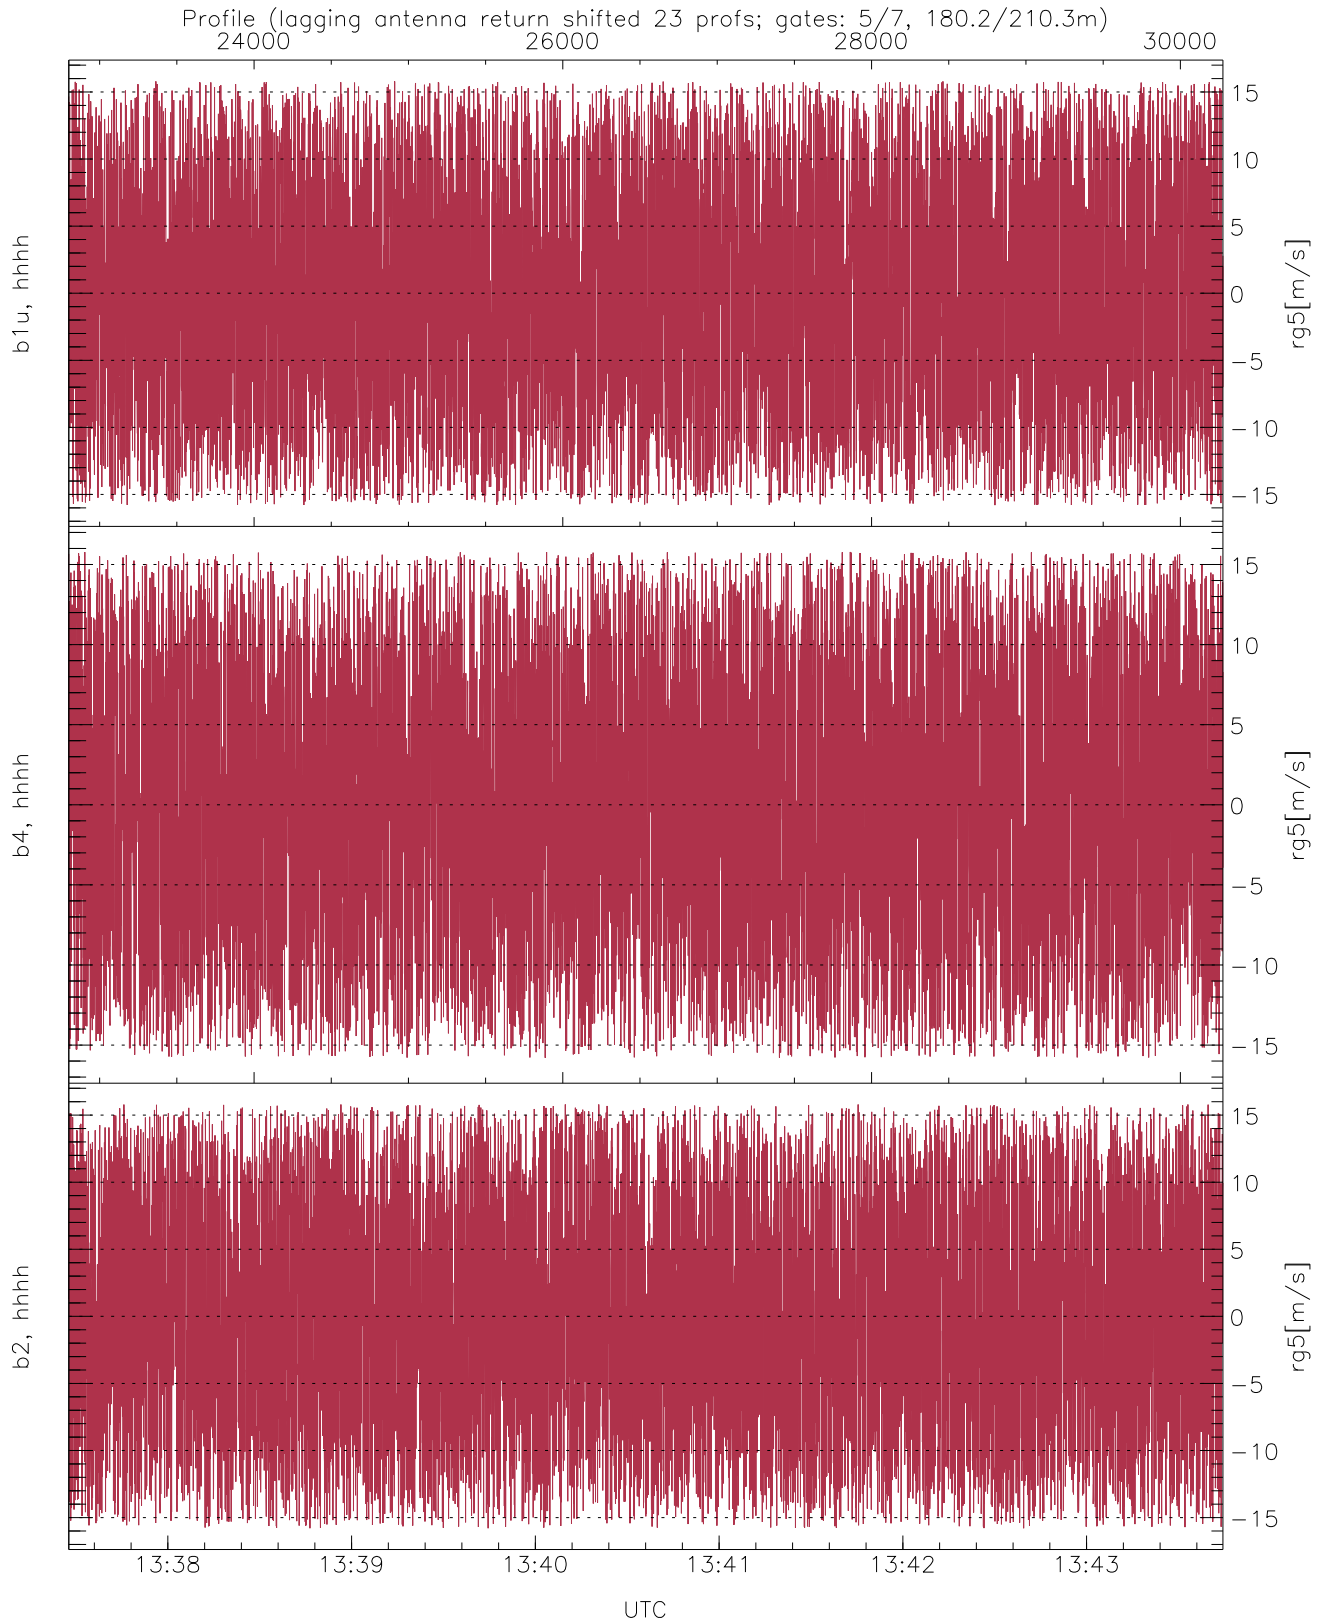 Profile (lagging antenna return shifted 23 profs; gates: 5/7, 180.2/210.3m)
24000 26000 28000 30000
15
10
5
0
−5
−10
−15
b1u, hhhh
rg5[m/s]
15
10
5
0
−5
−10
−15
b4, hhhh
rg5[m/s]
15
10
5
0
−5
−10
−15
b2, hhhh
rg5[m/s]
13:38 13:39 13:40 13:41 13:42 13:43
UTC